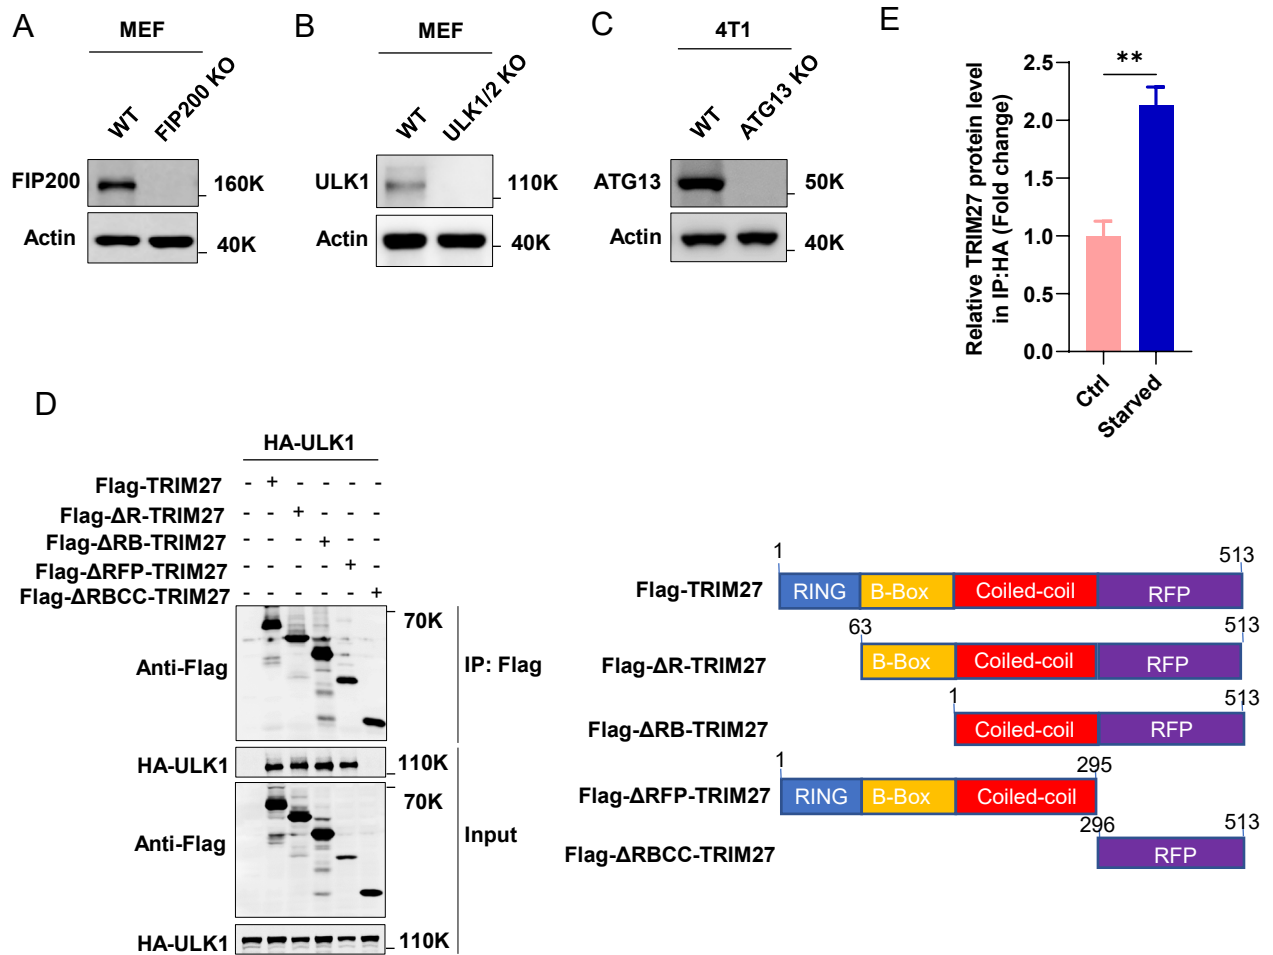 A
MEF
WT
FIP200 KO
FIP200
160K
Actin
40K
B
MEF
WT
ULK1/2 KO
ULK1
110K
Actin
40K
C
4T1
WT
ATG13 KO
ATG13
50K
Actin
40K
E
Relative TRIM27 protein level
in IP:HA (Fold change)
2.5
2.0
1.5
1.0
0.5
0.0
**
Ctrl
Starved
D
HA-ULK1
Flag-TRIM27 - + - - - -
Flag-ΔR-TRIM27 - - + - - -
Flag-ΔRB-TRIM27 - - - + - -
Flag-ΔRFP-TRIM27 - - - - + -
Flag-ΔRBCC-TRIM27 - - - - - +
Anti-Flag
70K
IP: Flag
HA-ULK1
110K
Anti-Flag
70K
Input
HA-ULK1
110K
1
513
Flag-TRIM27
RING
B-Box
Coiled-coil
RFP
63
513
Flag-ΔR-TRIM27
B-Box
Coiled-coil
RFP
1
513
Flag-ΔRB-TRIM27
Coiled-coil
RFP
1
295
Flag-ΔRFP-TRIM27
RING
B-Box
Coiled-coil
296
513
Flag-ΔRBCC-TRIM27
RFP